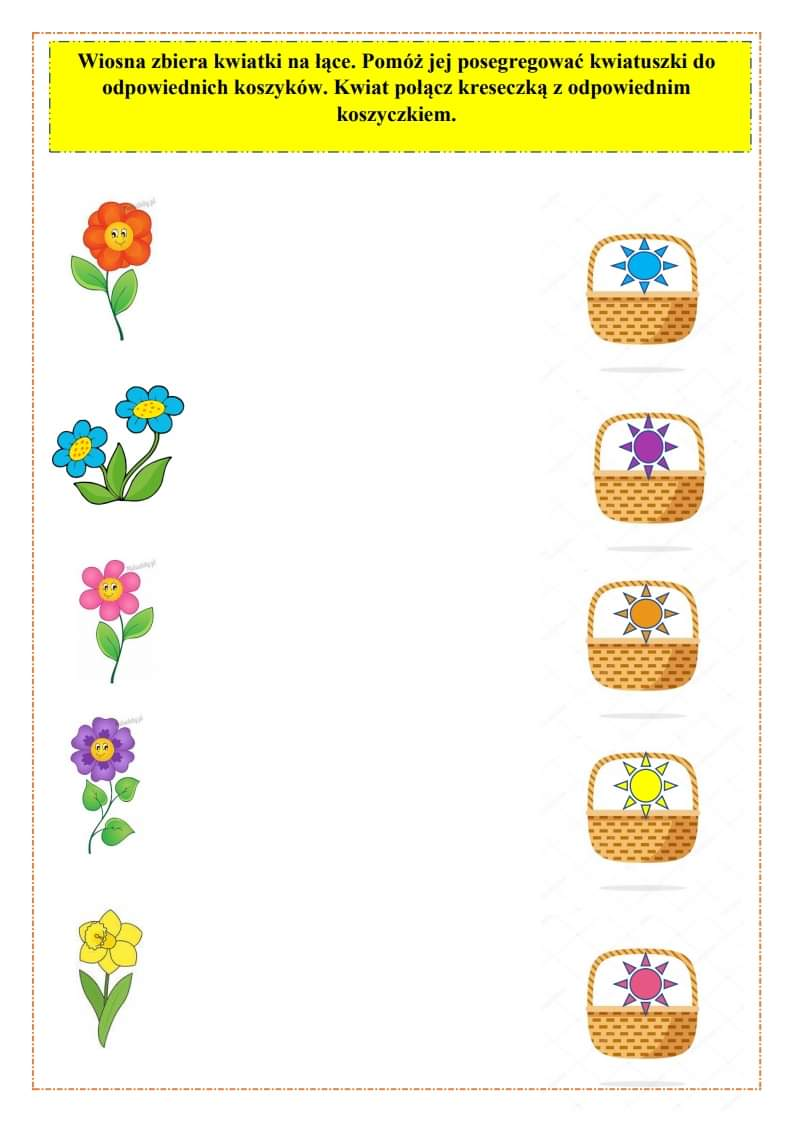 Wiosna zbiera kwiatki na łące. Pomóż jej posegregować kwiatuszki do
odpowiednich koszyków. Kwiat połącz kreseczką z odpowiednim
koszyczkiem.